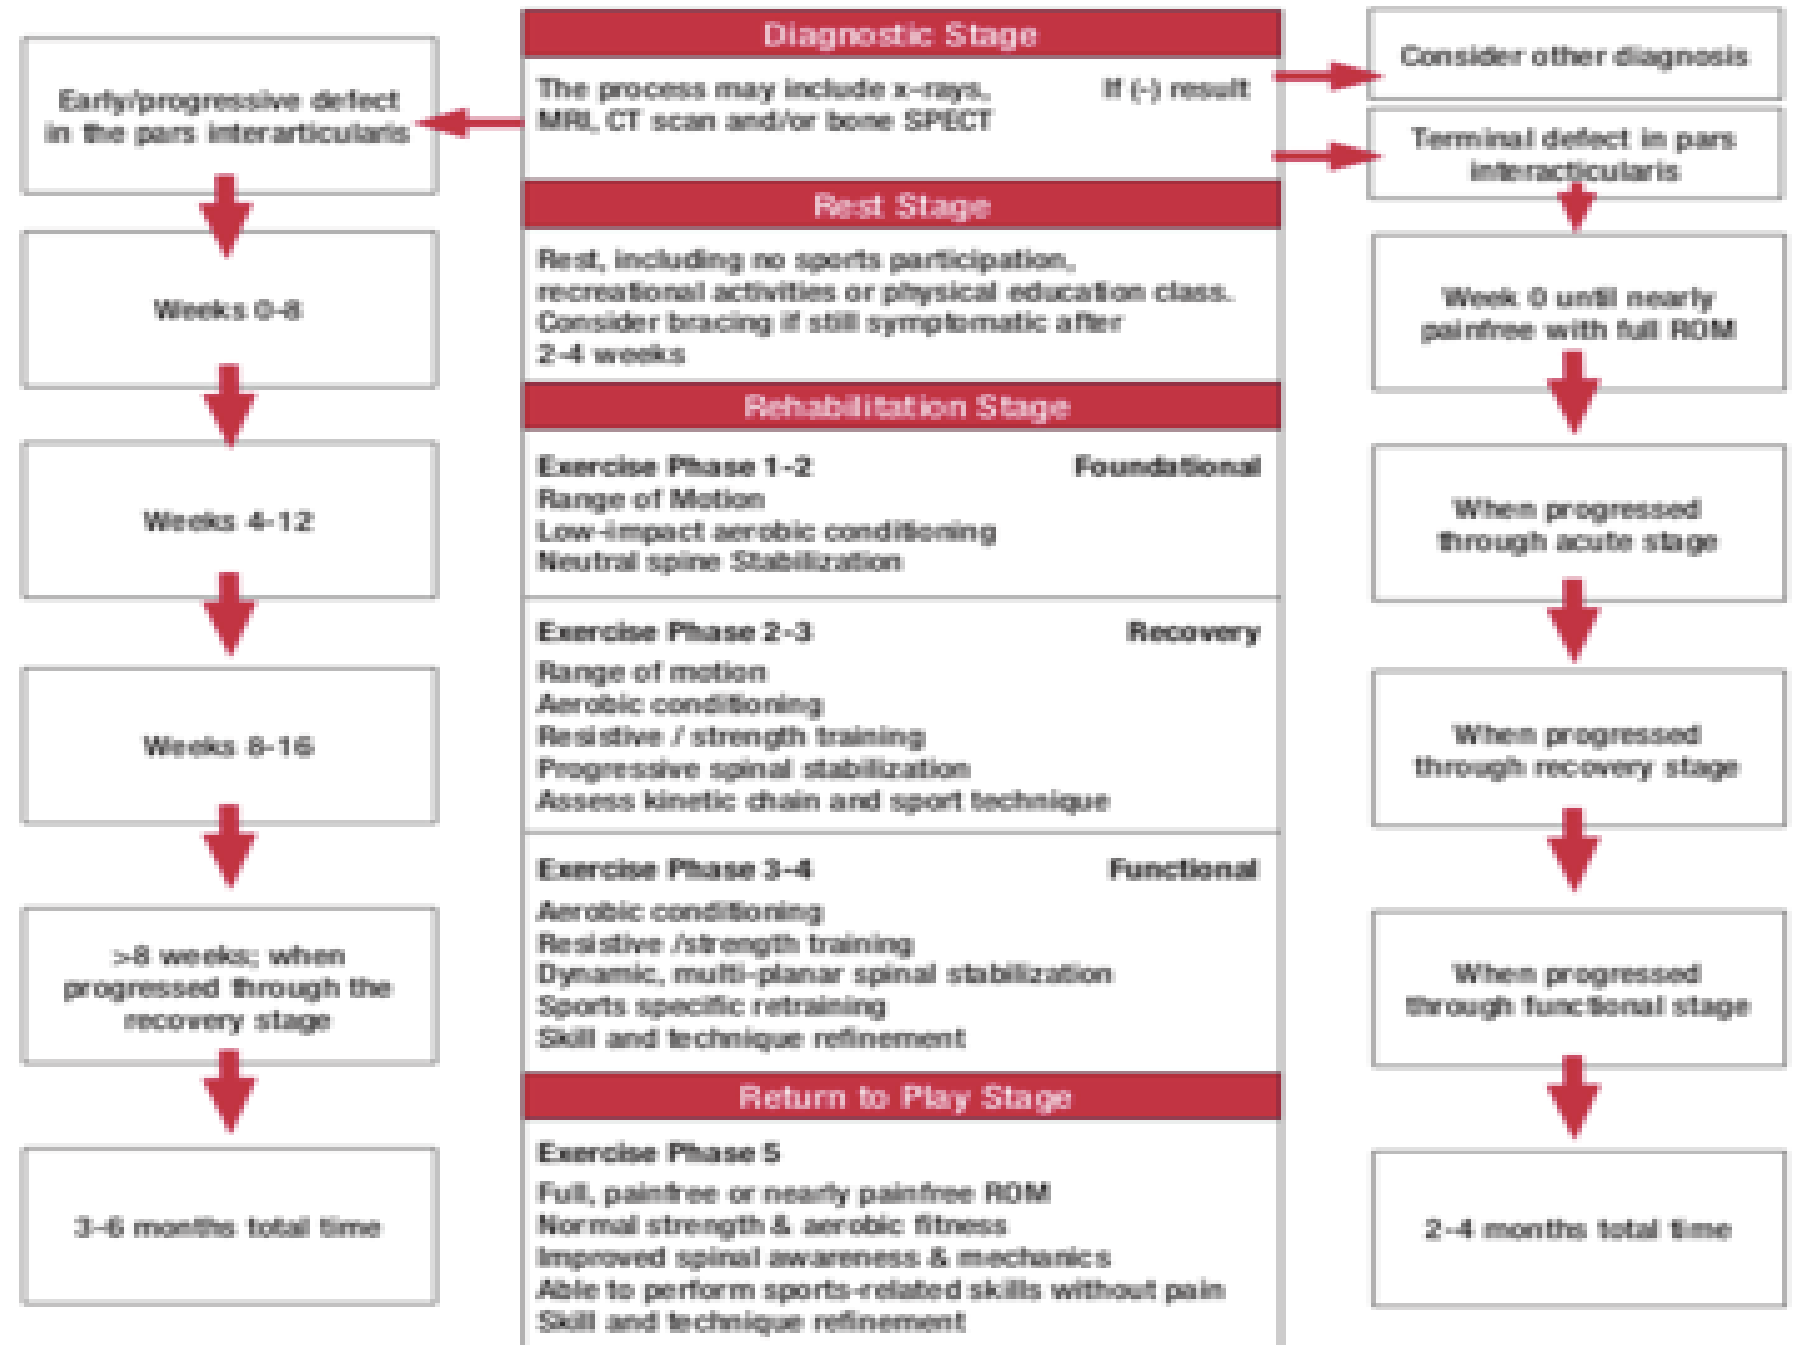 Early/progressive defect
in the pars interarticularis
Weeks 0-8
Weeks 4-12
Weeks 8-16
>8 weeks; when
progressed through the
recovery stage
3-6 months total time
Diagnostic Stage
The process may include x-rays, If (-) result
MRI, CT scan and/or bone SPECT
Rest Stage
Rest, including no sports participation,
recreational activities or physical education class.
Consider bracing if still symptomatic after
2-4 weeks
Rehabilitation Stage
Exercise Phase 1-2 Foundational
Range of Motion
Low-impact aerobic conditioning
Neutral spine Stabilization
Exercise Phase 2-3 Recovery
Range of motion
Aerobic conditioning
Resistive / strength training
Progressive spinal stabilization
Assess kinetic chain and sport technique
Exercise Phase 3-4 Functional
Aerobic conditioning
Resistive /strength training
Dynamic, multi-planar spinal stabilization
Sports specific retraining
Skill and technique refinement
Return to Play Stage
Exercise Phase 5
Full, painfree or nearly painfree ROM
Normal strength & aerobic fitness
Improved spinal awareness & mechanics
Able to perform sports-related skills without pain
Skill and technique refinement
Consider other diagnosis
Terminal defect in pars
interacticularis
Week 0 until nearly
painfree with full ROM
When progressed
through acute stage
When progressed
through recovery stage
When progressed
through functional stage
2-4 months total time